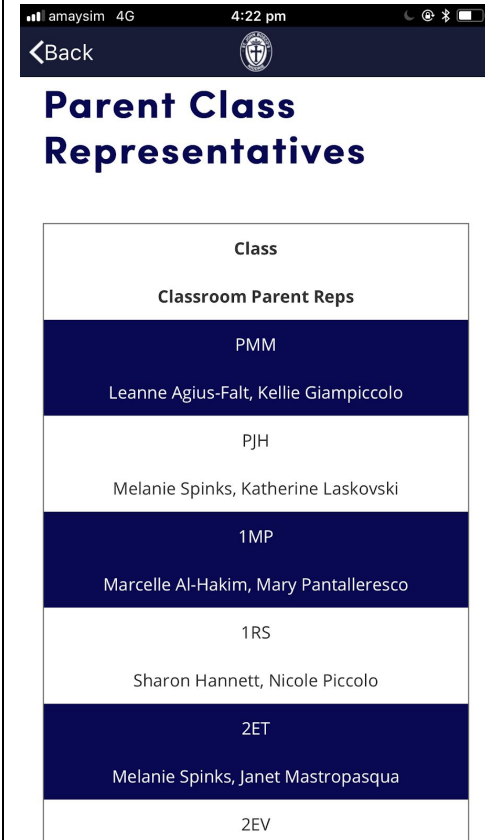 amaysim 4G 4:22 pm
Back
Parent Class
Representatives
Class
Classroom Parent Reps
PMM
Leanne Agius-Falt, Kellie Giampiccolo
PJH
Melanie Spinks, Katherine Laskovski
1MP
Marcelle Al-Hakim, Mary Pantalleresco
1RS
Sharon Hannett, Nicole Piccolo
2ET
Melanie Spinks, Janet Mastropasqua
2EV